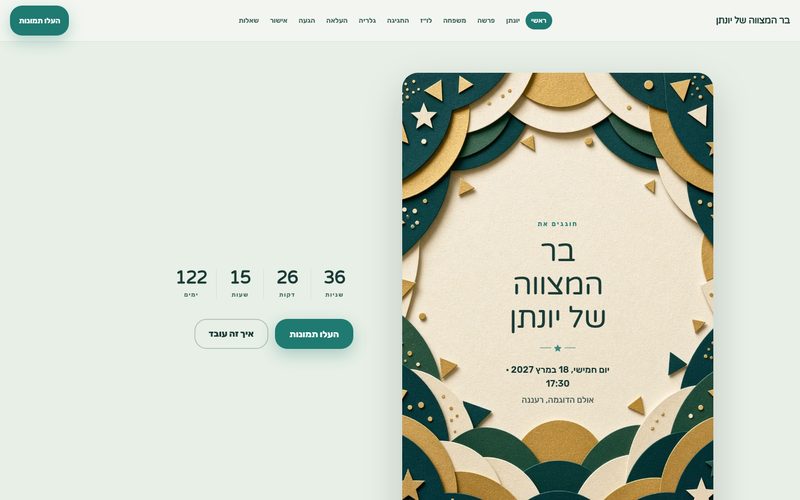 בר המצווה של יונתן
ראשי
יונתן
פרשה
משפחה
לו״ז
החגיגה
גלריה
העלאה
הגעה
אישור
שאלות
העלו תמונות
חוגגים את
בר
המצווה
של יונתן
יום חמישי, 18 במרץ 2027 •
17:30
אולם הדוגמה, רעננה
36
שניות
26
דקות
15
שעות
122
ימים
העלו תמונות
איך זה עובד